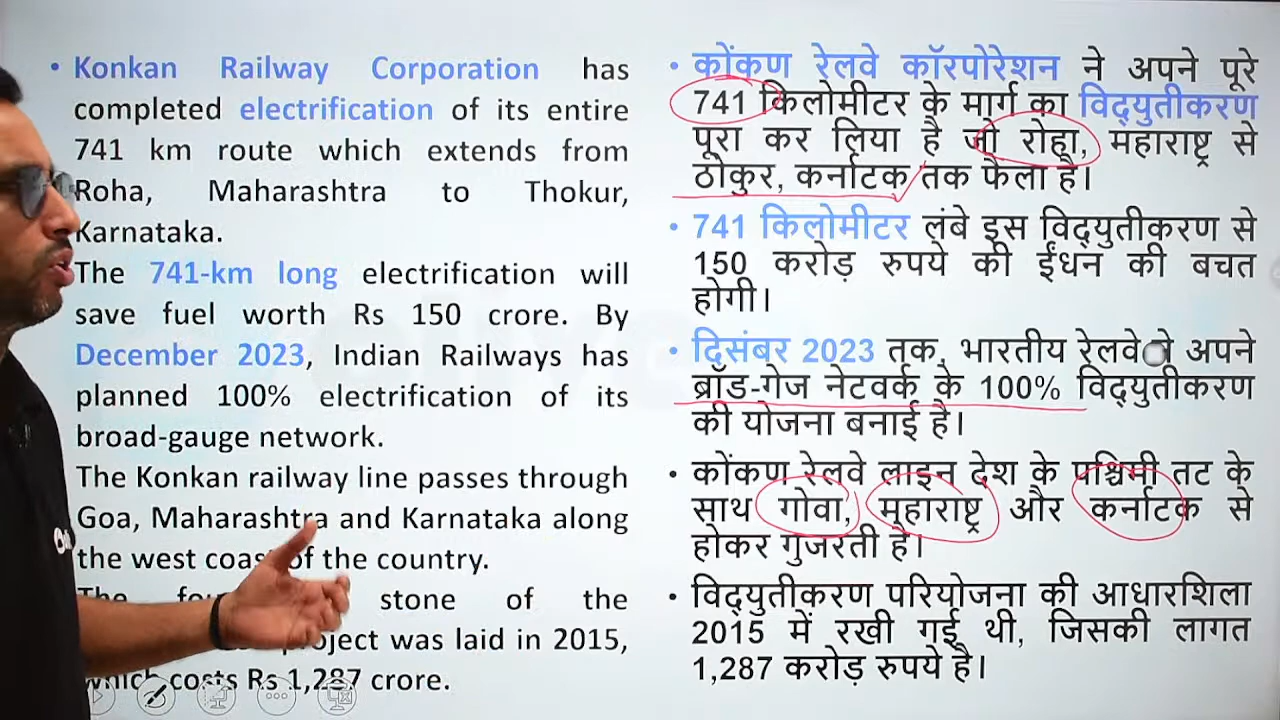 • Konkan Railway Corporation has
completed electrification of its entire
741 km route which extends from
Roha, Maharashtra to Thokur,
Karnataka.
The 741-km long electrification will
save fuel worth Rs 150 crore. By
December 2023, Indian Railways has
planned 100% electrification of its
broad-gauge network.
The Konkan railway line passes through
Goa, Maharashtra and Karnataka along
the west coast of the country.
The stone of the
project was laid in 2015,
which costs Rs 1,287 crore.
• कोंकण रेलवे कॉरपोरेशन ने अपने पूरे
741 किलोमीटर के मार्ग का विद्युतीकरण
पूरा कर लिया है जो रोहा, महाराष्ट्र से
ठोकुर, कर्नाटक तक फैला है।
• 741 किलोमीटर लंबे इस विद्युतीकरण से
150 करोड़ रुपये की ईंधन की बचत
होगी।
• दिसंबर 2023 तक, भारतीय रेलवे ने अपने
ब्रॉड-गेज नेटवर्क के 100% विद्युतीकरण
की योजना बनाई है।
• कोंकण रेलवे लाइन देश के पश्चिमी तट के
साथ गोवा, महाराष्ट्र और कर्नाटक से
होकर गुजरती है।
• विद्युतीकरण परियोजना की आधारशिला
2015 में रखी गई थी, जिसकी लागत
1,287 करोड़ रुपये है।